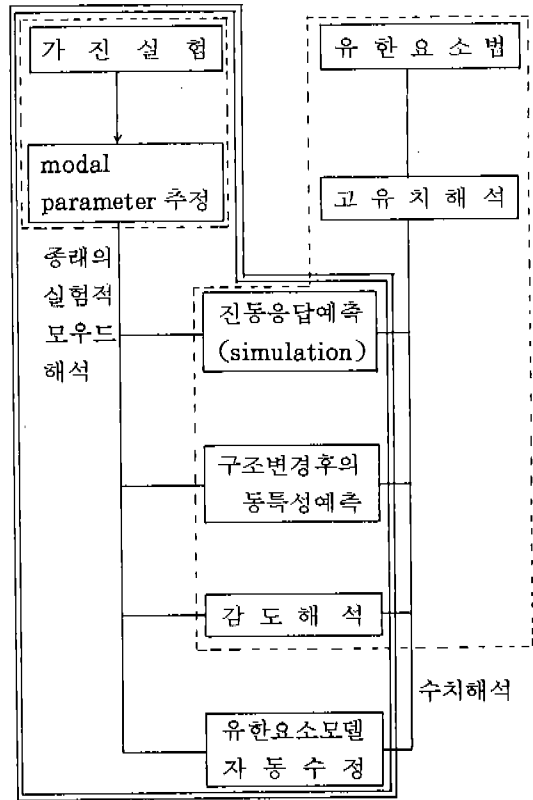 가 진 실 험
유 한 요 소 법
modal
parameter 추정
고 유 치 해 석
종래의
실험적
모우드
해석
진동응답예측
(simulation)
구조변경후의
동특성예측
감 도 해 석
수치해석
유한요소모델
자 동 수 정